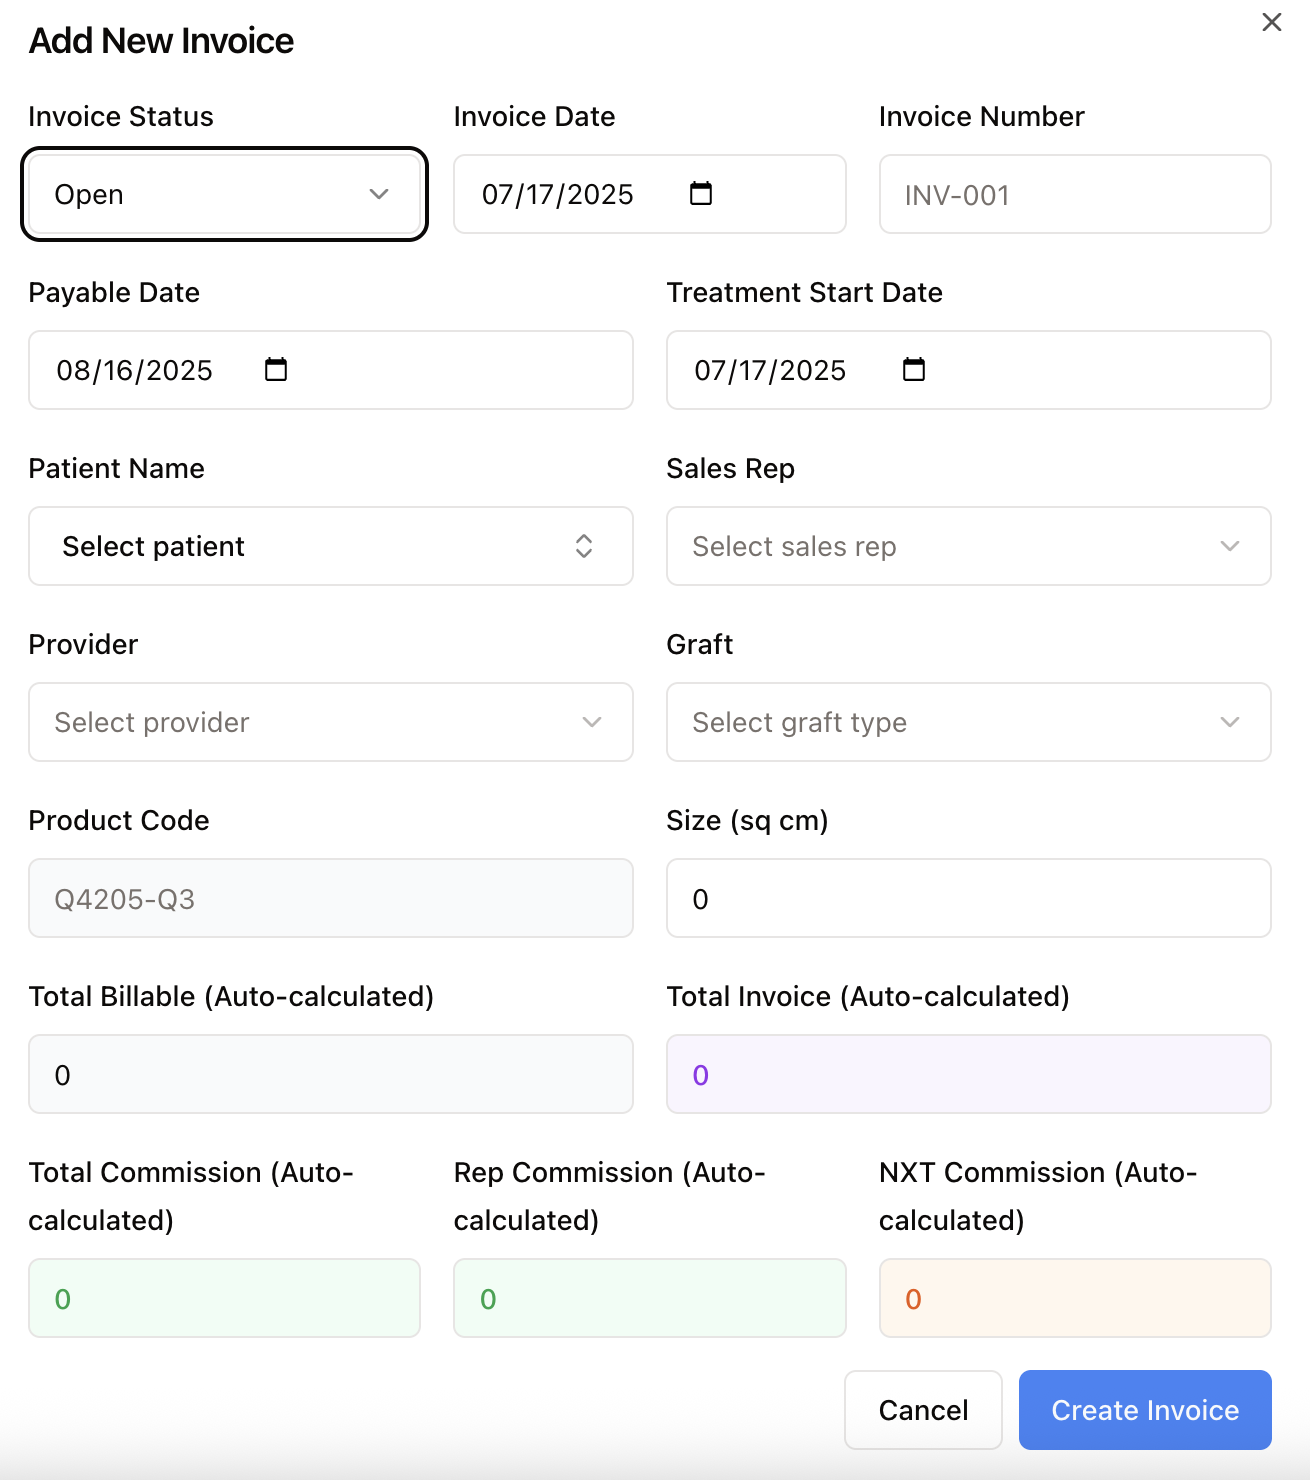 Add New Invoice
Invoice Status
Invoice Date
Invoice Number
Open
07/17/2025
INV-001
Payable Date
Treatment Start Date
08/16/2025
07/17/2025
Patient Name
Sales Rep
Select patient
Select sales rep
Provider
Graft
Select provider
Select graft type
Product Code
Size (sq cm)
Q4205-Q3
0
Total Billable (Auto-calculated)
Total Invoice (Auto-calculated)
0
0
Total Commission (Auto-
calculated)
Rep Commission (Auto-
calculated)
NXT Commission (Auto-
calculated)
0
0
0
Cancel
Create Invoice